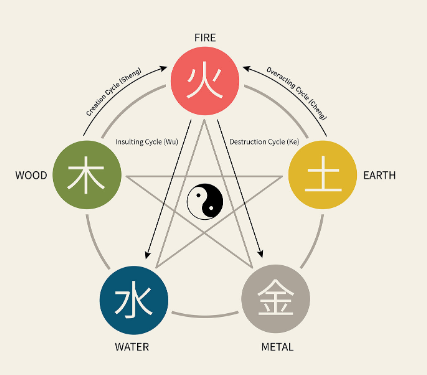 FIRE
火
Creation Cycle (Sheng)
Overacting Cycle (Cheng)
Insulting Cycle (Wu)
Destruction Cycle (Ke)
WOOD
木
土
EARTH
水
金
WATER
METAL